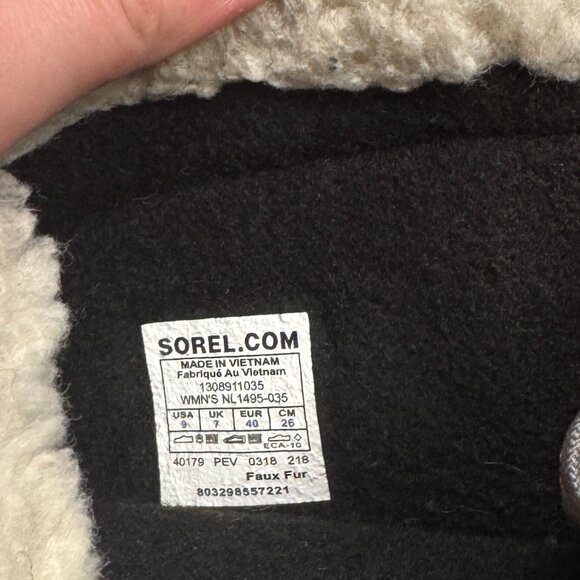 SOREL.COM
MADE IN VIETNAM
Fabriqué Au Vietnam
1308911035
WMN'S NL1495-035
USA UK EUR CM
9 7 40 26
ECA-10
40179 PEV 0318 218
Faux Fur
803298557221